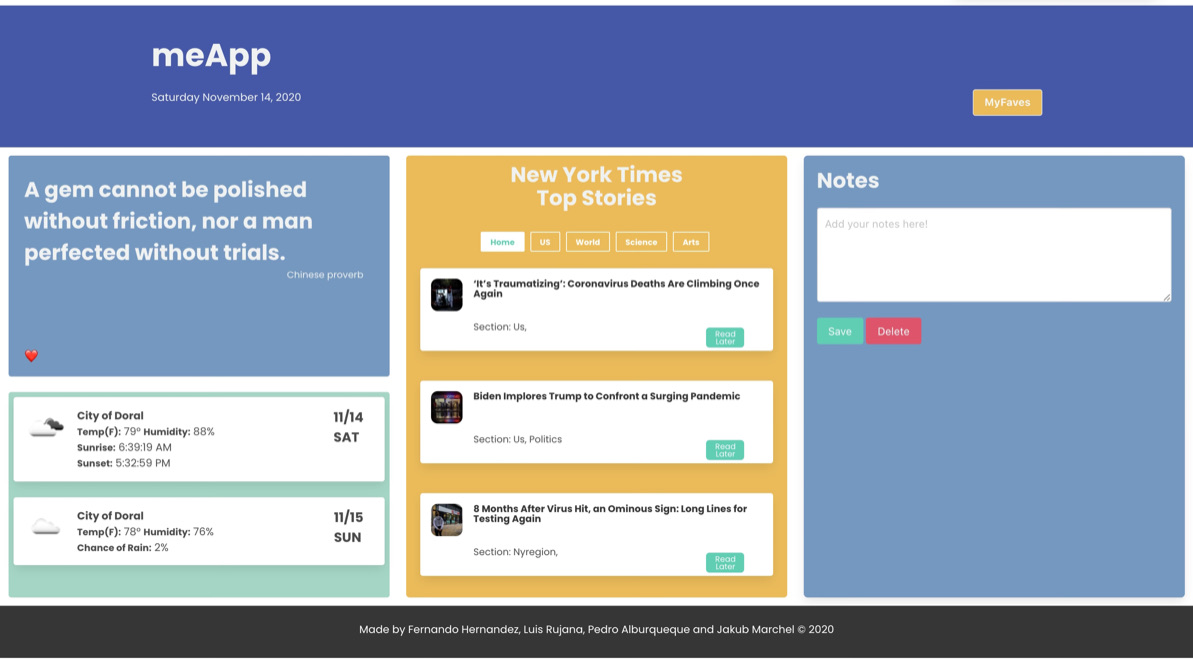 meApp
Saturday November 14, 2020
MyFaves
A gem cannot be polished
without friction, nor a man
perfected without trials.
Chinese proverb
City of Doral
Temp(F): 79° Humidity: 88%
Sunrise: 6:39:19 AM
Sunset: 5:32:59 PM
11/14
SAT
City of Doral
Temp(F): 78° Humidity: 76%
Chance of Rain: 2%
11/15
SUN
New York Times
Top Stories
Home US World Science Arts
‘It’s Traumatizing’: Coronavirus Deaths Are Climbing Once
Again
Section: Us,
Read
Later
Biden Implores Trump to Confront a Surging Pandemic
Section: Us, Politics
Read
Later
8 Months After Virus Hit, an Ominous Sign: Long Lines for
Testing Again
Section: Nyregion,
Read
Later
Notes
Add your notes here!
Save Delete
Made by Fernando Hernandez, Luis Rujana, Pedro Alburqueque and Jakub Marchel © 2020